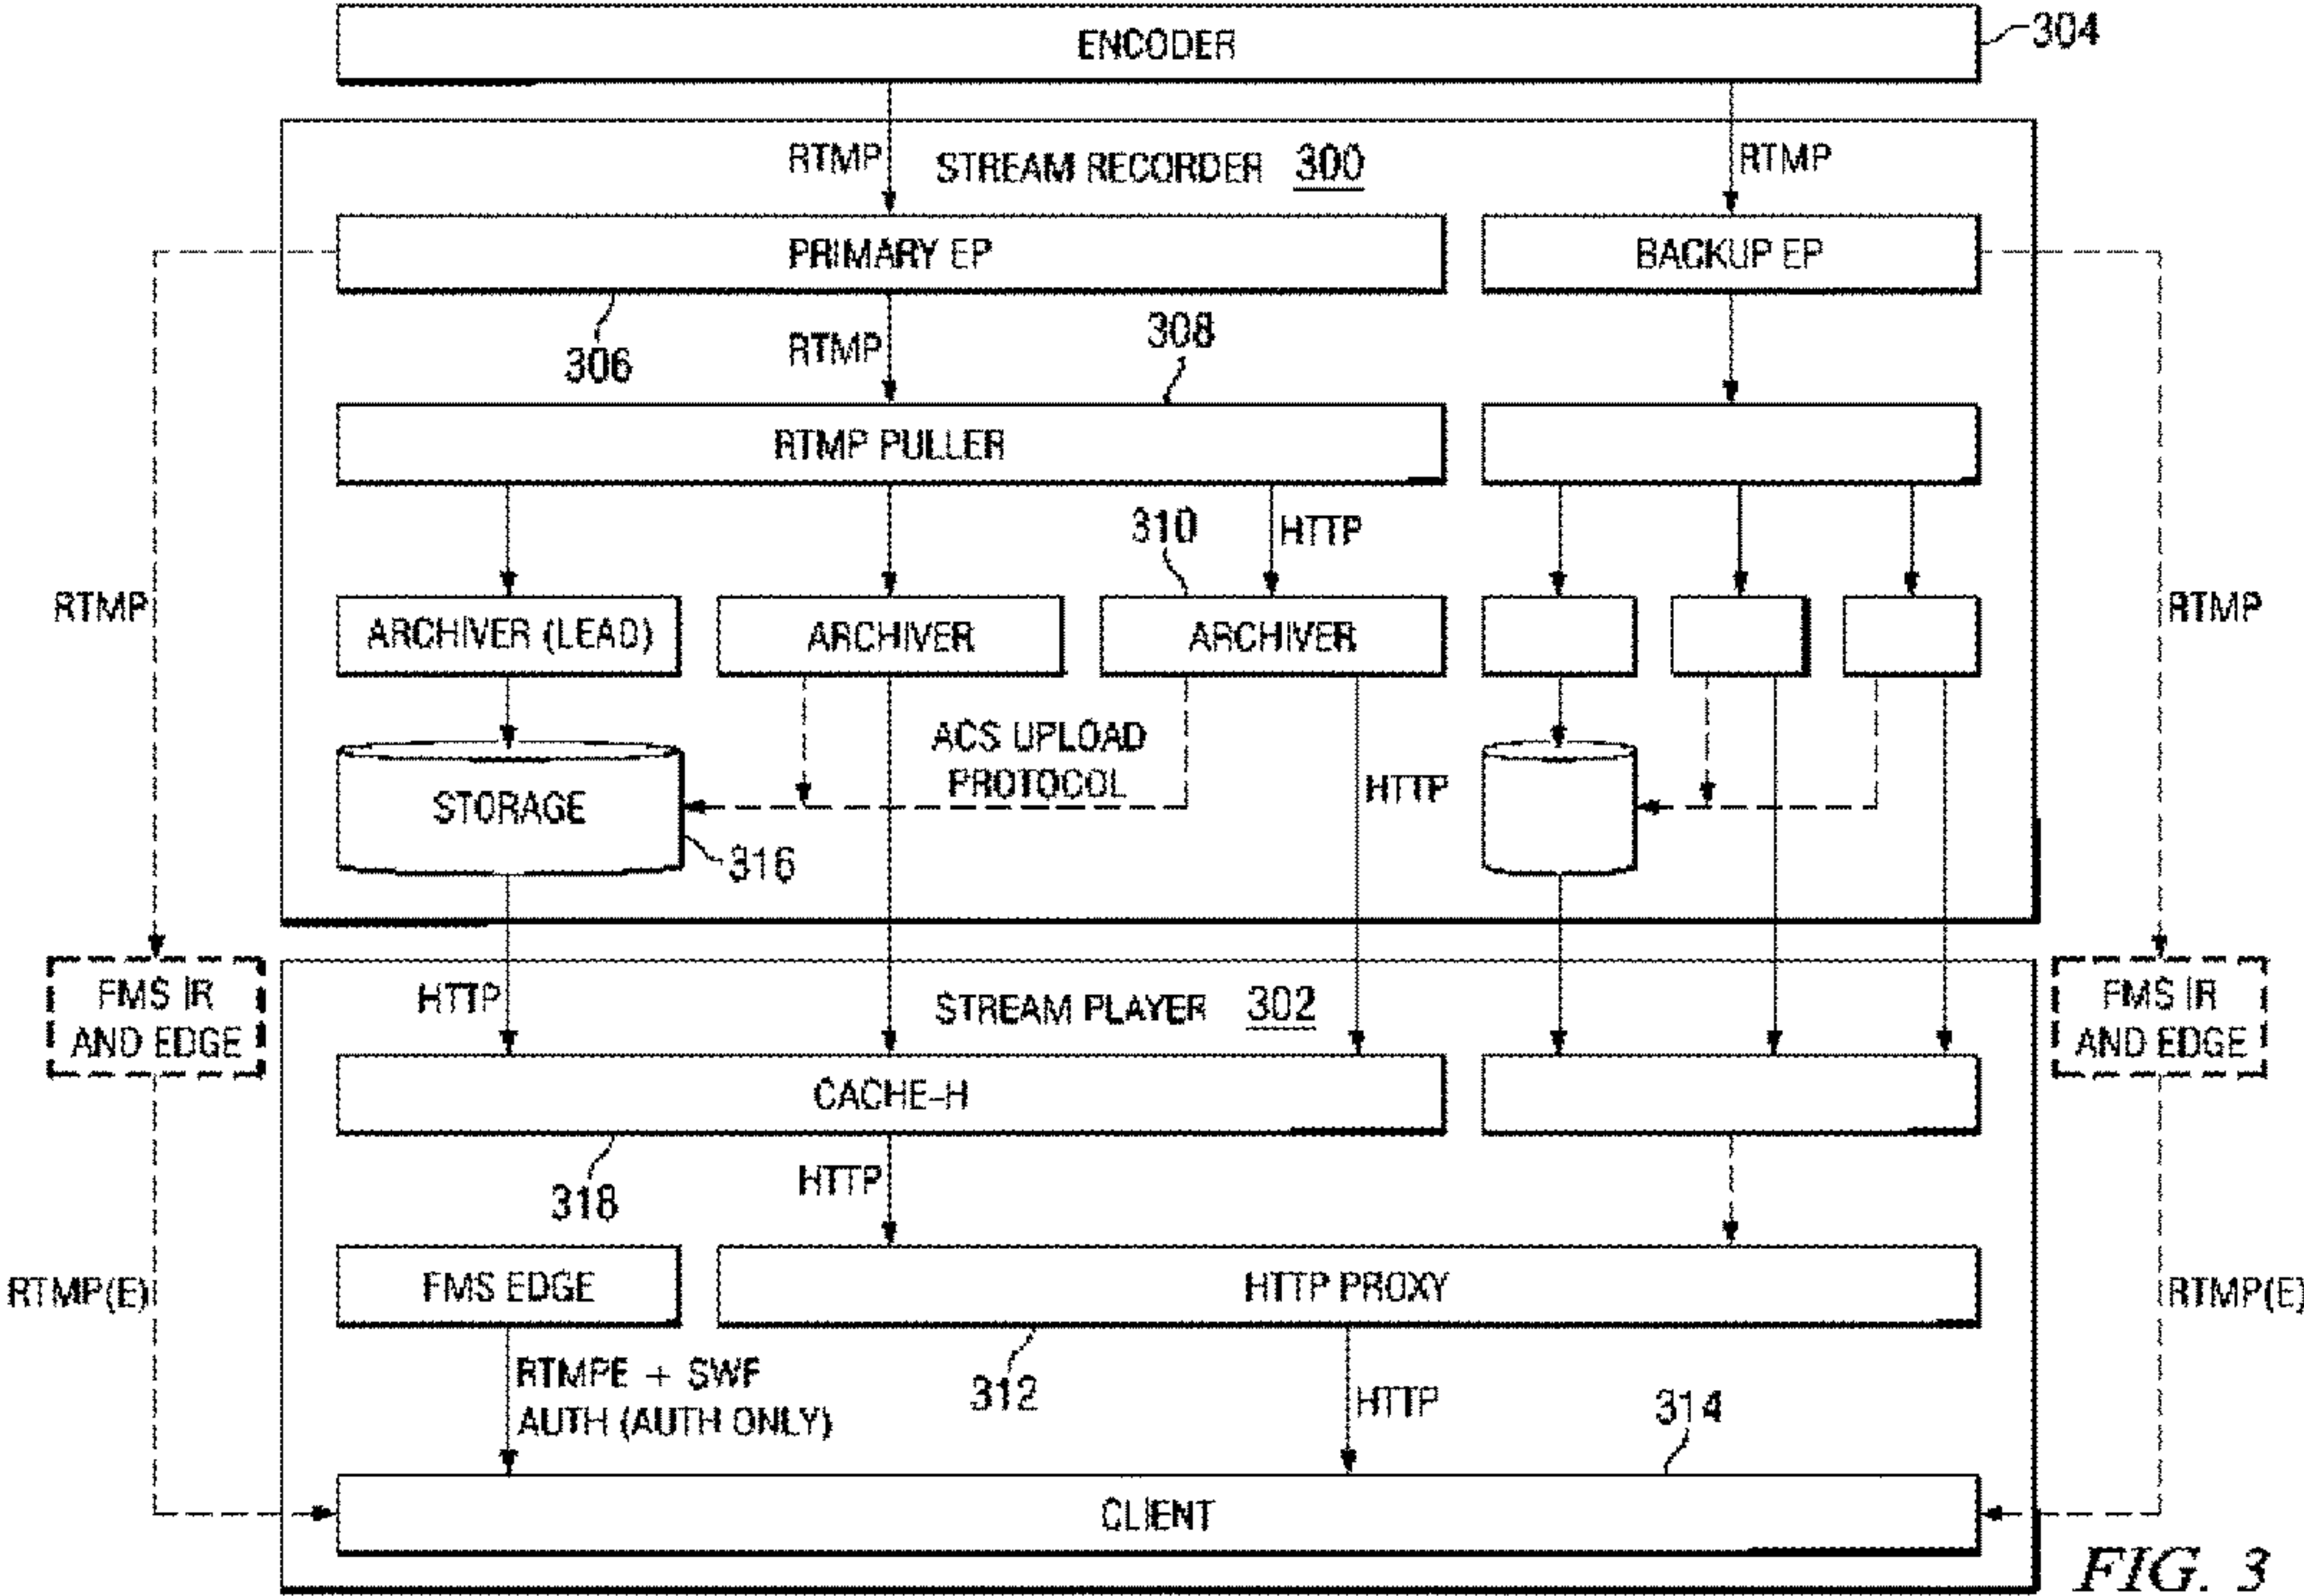 ENCODER
304
RTMP
STREAM RECORDER 300
RTMP
PRIMARY EP
BACKUP EP
306
RTMP
308
RTMP PULLER
310
HTTP
RTMP
ARCHIVER (LEAD)
ARCHIVER
ARCHIVER
RTMP
ACS UPLOAD
PROTOCOL
STORAGE
HTTP
316
FMS IR
AND EDGE
HTTP
STREAM PLAYER 302
FMS IR
AND EDGE
CACHE-H
318
HTTP
RTMP(E)
FMS EDGE
HTTP PROXY
RTMP(E)
RTMPE + SWF
AUTH (AUTH ONLY)
312
HTTP
314
CLIENT
FIG. 3